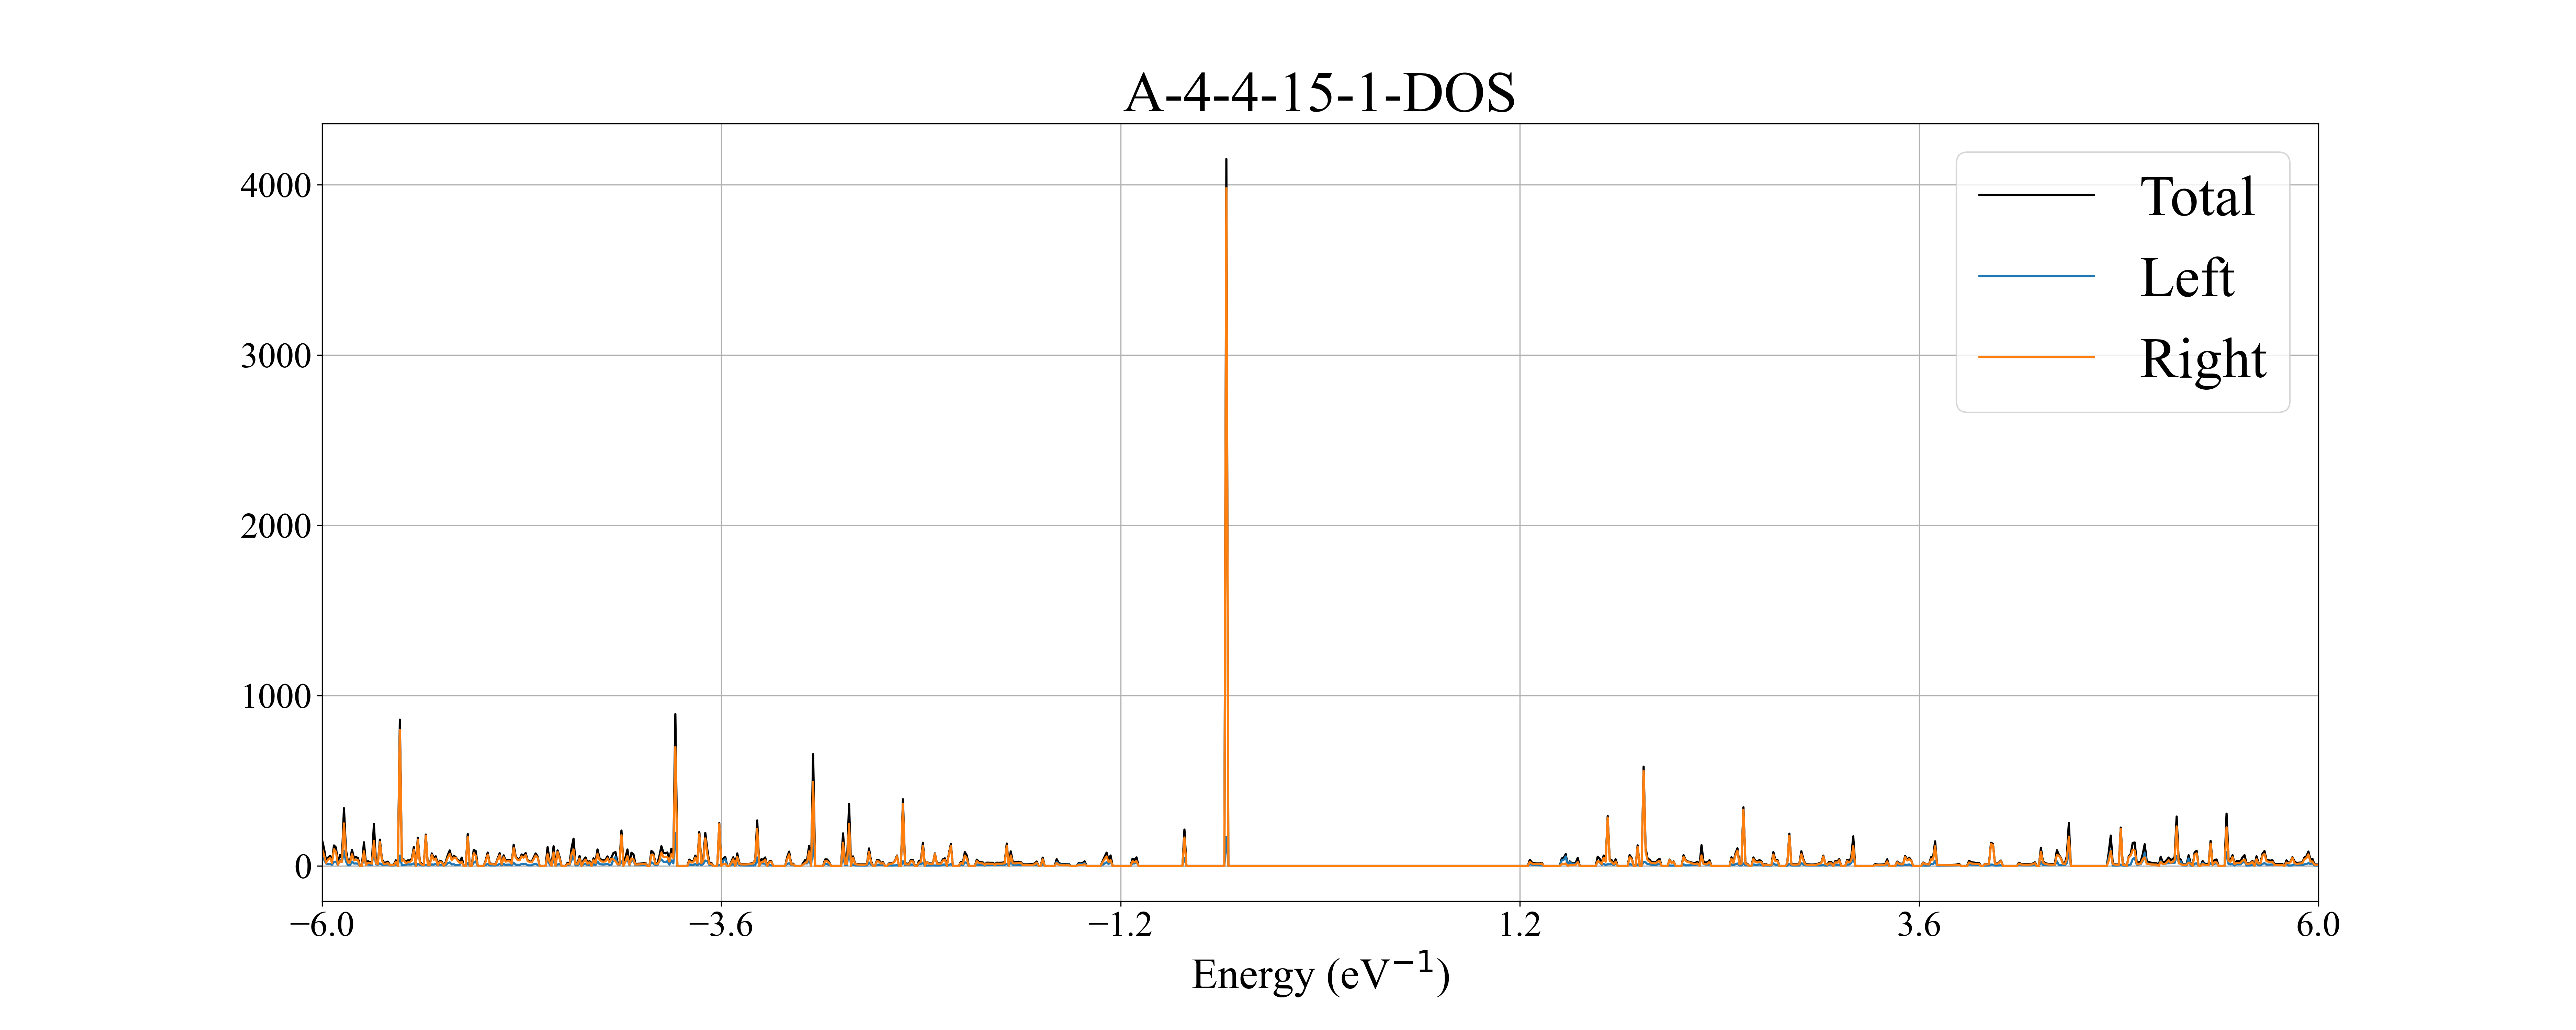 A-4-4-15-1-DOS
4000
3000
2000
1000
0
−6.0 −3.6 −1.2 1.2 3.6 6.0
Energy (eV⁻¹)
Total
Left
Right